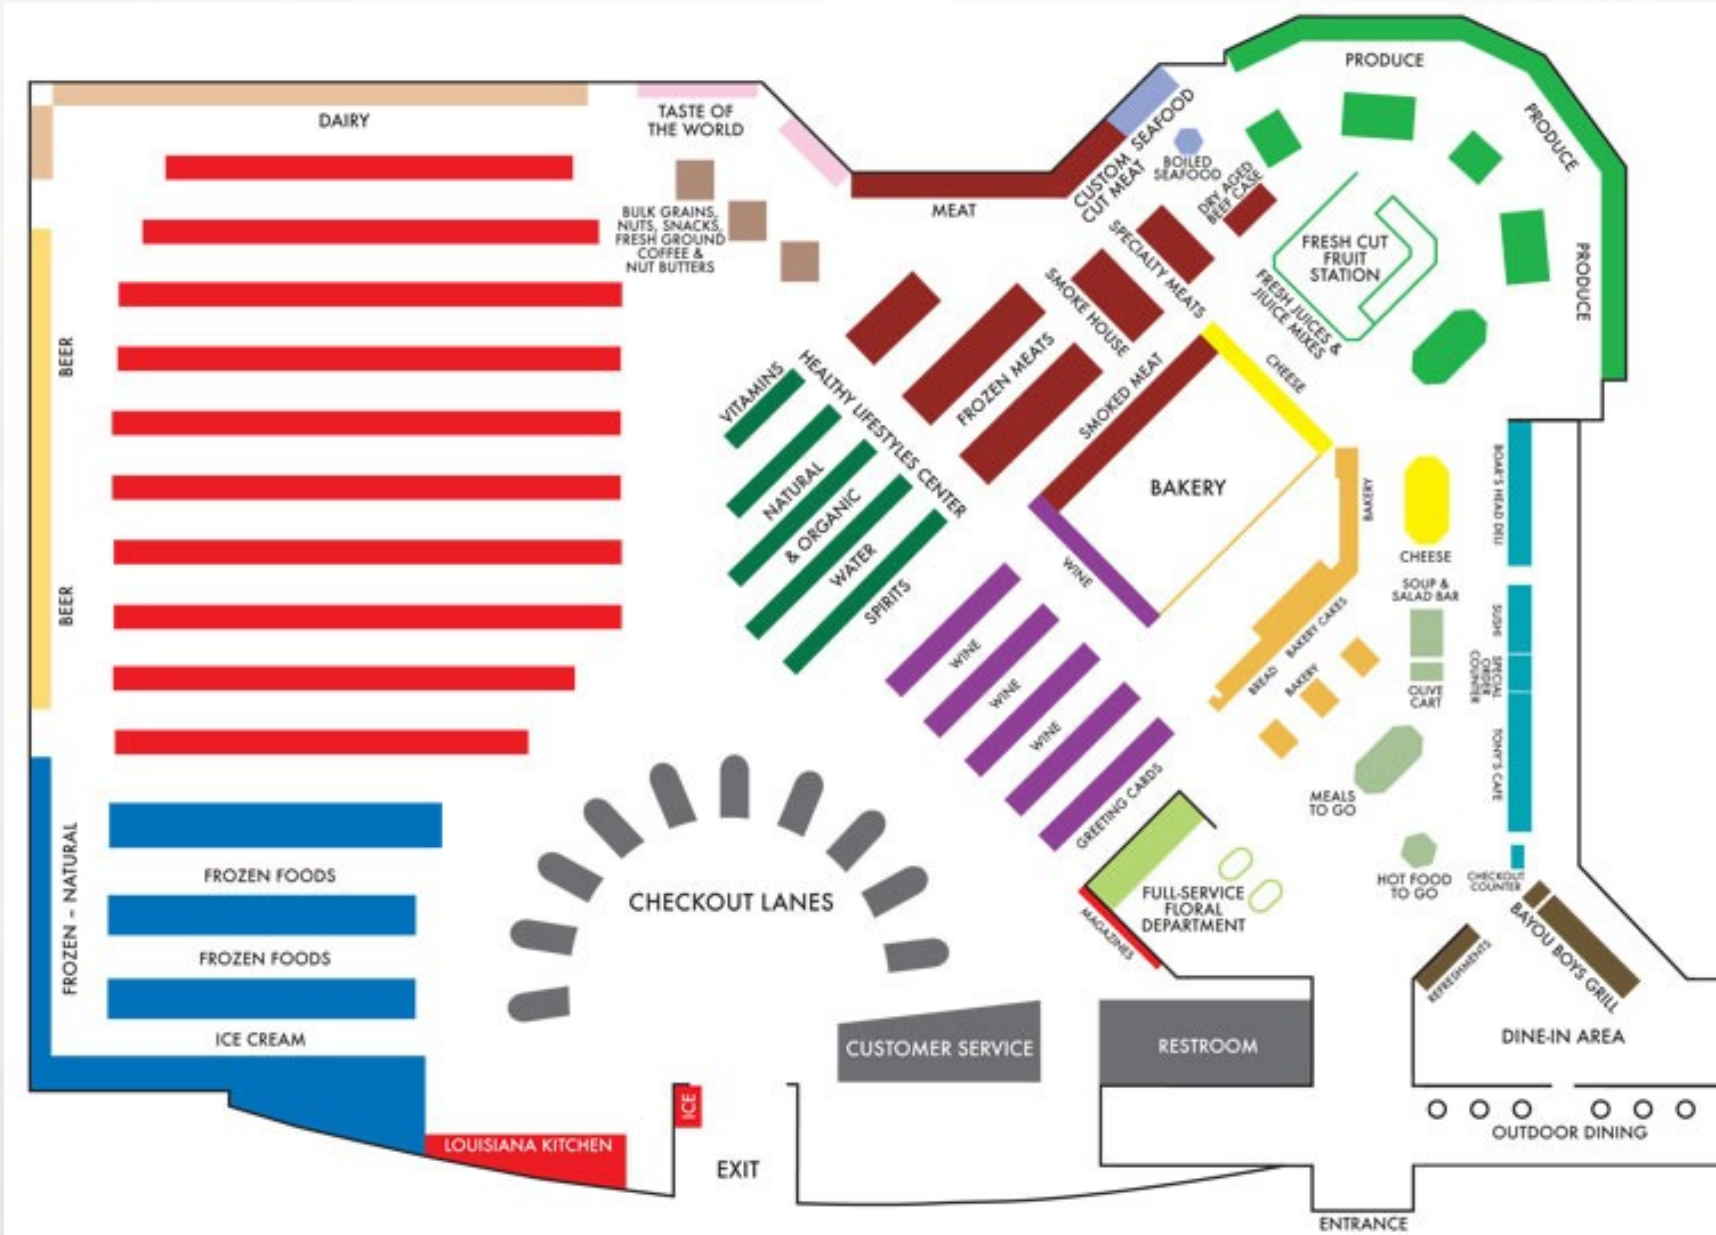 PRODUCE
DAIRY
TASTE OF
THE WORLD
CUSTOM SEAFOOD
CUT MEAT
BOILED
SEAFOOD
PRODUCE
DRY AGED
BEEF CASE
MEAT
BULK GRAINS,
NUTS, SNACKS,
FRESH GROUND
COFFEE &
NUT BUTTERS
SPECIALTY MEATS
FRESH CUT
FRUIT
STATION
PRODUCE
SMOKE HOUSE
FRESH JUICES &
JIUICE MIXES
BEER
VITAMINS
HEALTHY LIFESTYLES CENTER
FROZEN MEATS
SMOKED MEAT
CHEESE
NATURAL
& ORGANIC
WATER
SPIRITS
BAKERY
BAKERY
BOAR'S HEAD DELI
CHEESE
WINE
SOUP &
SALAD BAR
BEER
SUSHI
BAKERY CAKES
BREAD
BAKERY
SPECIAL
ORDER
COUNTER
OLIVE
CART
WINE
WINE
WINE
TONY'S CAFE
GREETING CARDS
MEALS
TO GO
FROZEN – NATURAL
FROZEN FOODS
CHECKOUT LANES
FULL-SERVICE
FLORAL
DEPARTMENT
HOT FOOD
TO GO
CHECKOUT
COUNTER
MAGAZINES
BAYOU BOYS GRILL
REFRESHMENTS
FROZEN FOODS
ICE CREAM
CUSTOMER SERVICE
RESTROOM
DINE-IN AREA
ICE
LOUISIANA KITCHEN
OUTDOOR DINING
EXIT
ENTRANCE